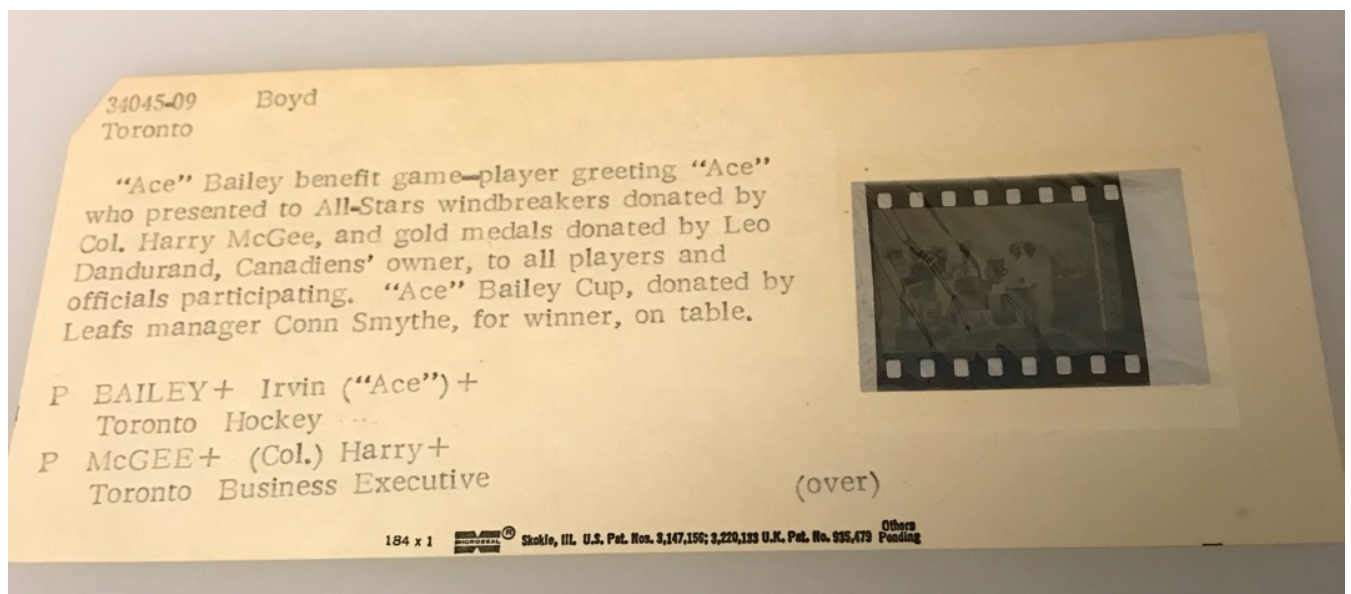 34045-09 Boyd
Toronto
“Ace” Bailey benefit game—player greeting “Ace”
who presented to All-Stars windbreakers donated by
Col. Harry McGee, and gold medals donated by Leo
Dandurand, Canadiens’ owner, to all players and
officials participating. “Ace” Bailey Cup, donated by
Leafs manager Conn Smythe, for winner, on table.
P BAILEY+ Irvin (“Ace”)+
Toronto Hockey
P McGEE+ (Col.) Harry+
Toronto Business Executive
(over)
184 x 1 MICROSEAL ® Skokie, Ill. U.S. Pat. Nos. 3,147,156; 3,220,133 U.K. Pat. No. 935,479 Others Pending